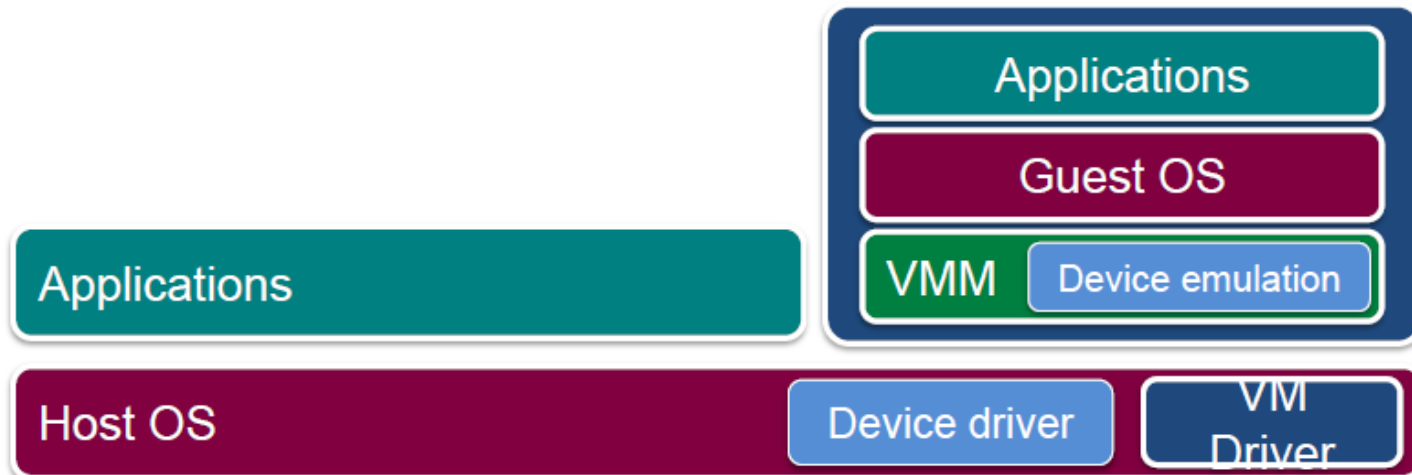 Applications
Guest OS
VMM
Device emulation
Applications
Host OS
Device driver
VM
Driver